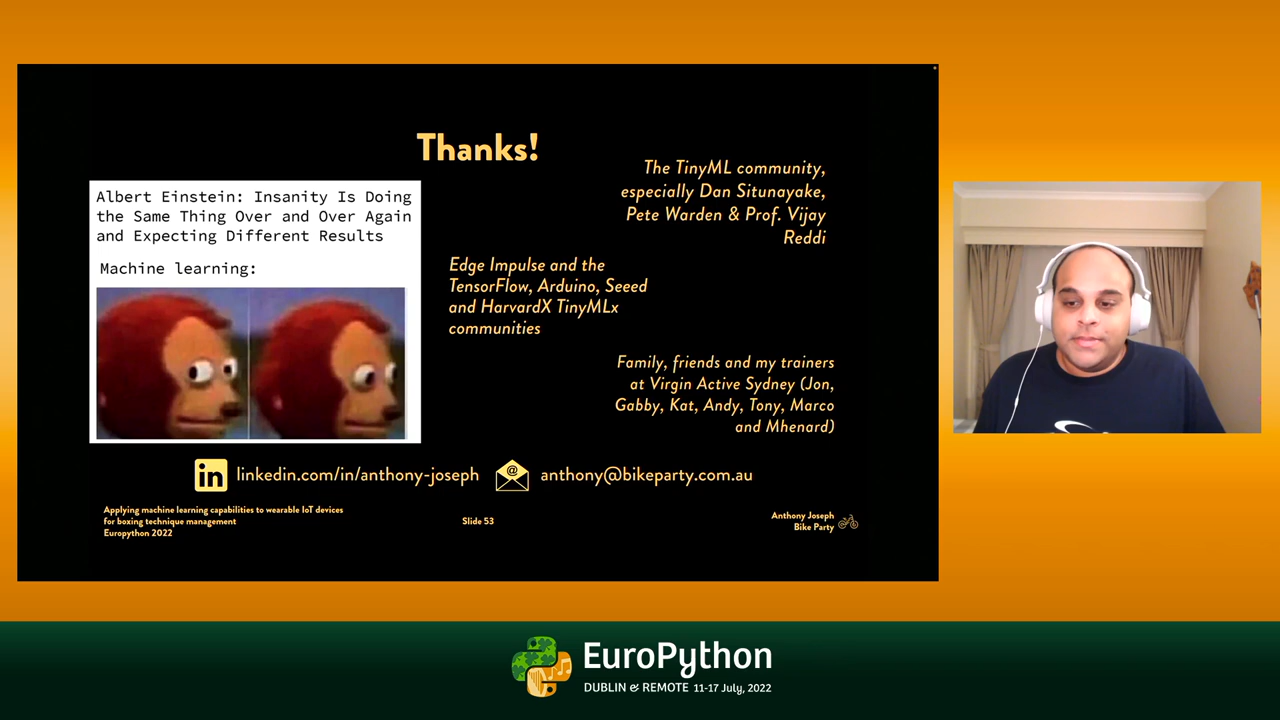 Thanks!
Albert Einstein: Insanity Is Doing
the Same Thing Over and Over Again
and Expecting Different Results
Machine learning:
The TinyML community,
especially Dan Situnayake,
Pete Warden & Prof. Vijay
Reddi
Edge Impulse and the
TensorFlow, Arduino, Seeed
and HarvardX TinyMLx
communities
Family, friends and my trainers
at Virgin Active Sydney (Jon,
Gabby, Kat, Andy, Tony, Marco
and Mhenard)
in linkedin.com/in/anthony-joseph @ anthony@bikeparty.com.au
Applying machine learning capabilities to wearable IoT devices
for boxing technique management
Europython 2022
Slide 53
Anthony Joseph
Bike Party
EuroPython
DUBLIN & REMOTE 11-17 July, 2022